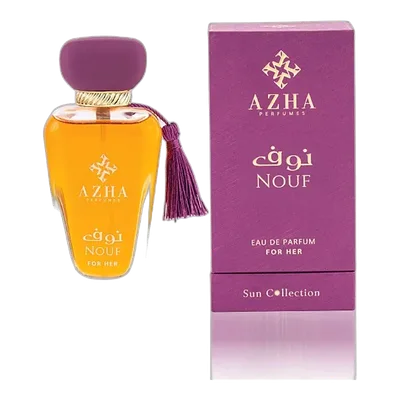 AZHA
PERFUMES
نوف
NOUF
FOR HER
AZHA
PERFUMES
نوف
NOUF
EAU DE PARFUM
FOR HER
Sun Collection